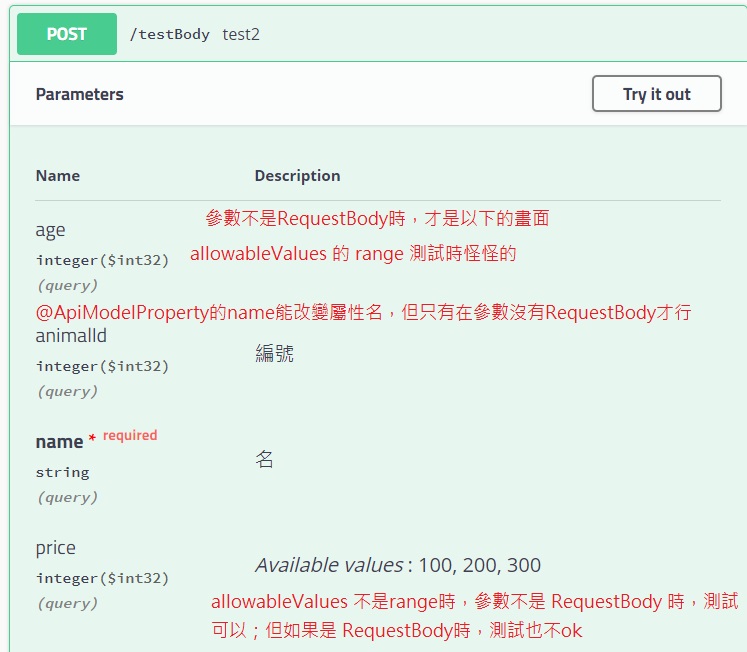 POST /testBody test2
Parameters Try it out
Name Description
參數不是RequestBody時，才是以下的畫面
age
allowableValues 的 range 測試時怪怪的
integer($int32)
(query)
@ApiModelProperty的name能改變屬性名，但只有在參數沒有RequestBody才行
animalId
編號
integer($int32)
(query)
name * required
名
string
(query)
price
Available values : 100, 200, 300
integer($int32)
(query)
allowableValues 不是range時，參數不是 RequestBody 時，測試
可以；但如果是 RequestBody時，測試也不ok